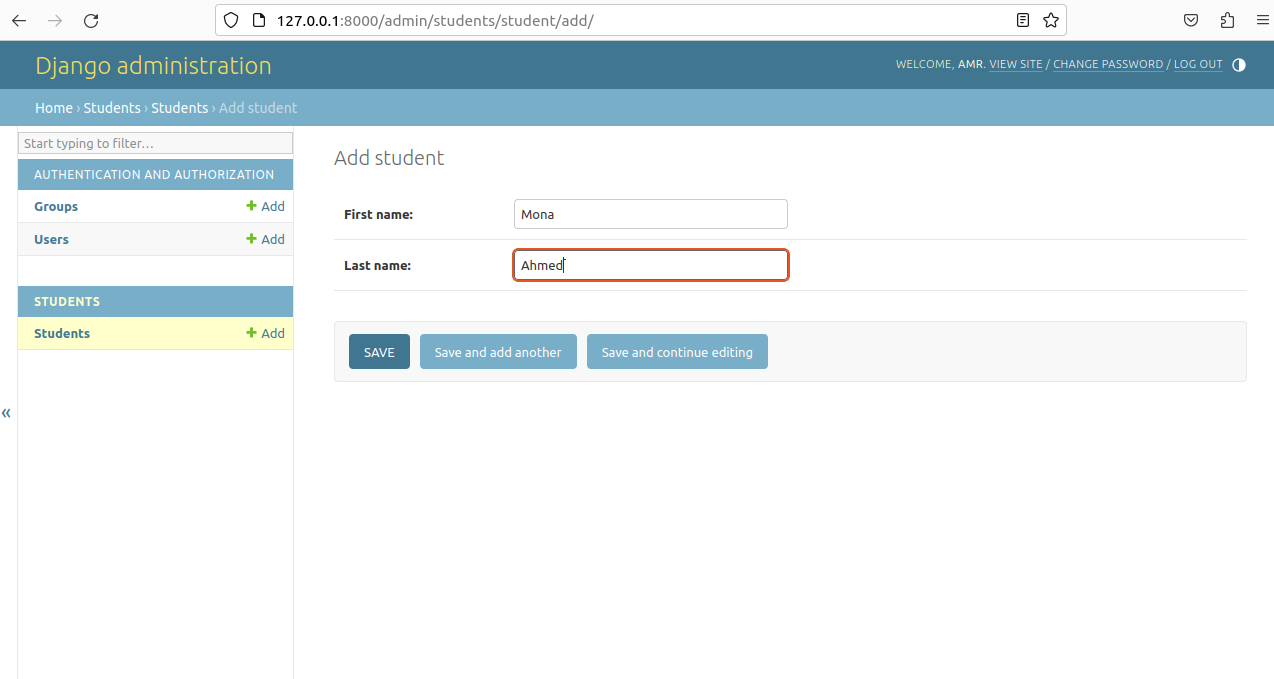 127.0.0.1:8000/admin/students/student/add/
Django administration
WELCOME, AMR. VIEW SITE / CHANGE PASSWORD / LOG OUT
Home › Students › Students › Add student
Start typing to filter…
AUTHENTICATION AND AUTHORIZATION
Groups + Add
Users + Add
STUDENTS
Students + Add
«
Add student
First name: Mona
Last name: Ahmed
SAVE Save and add another Save and continue editing